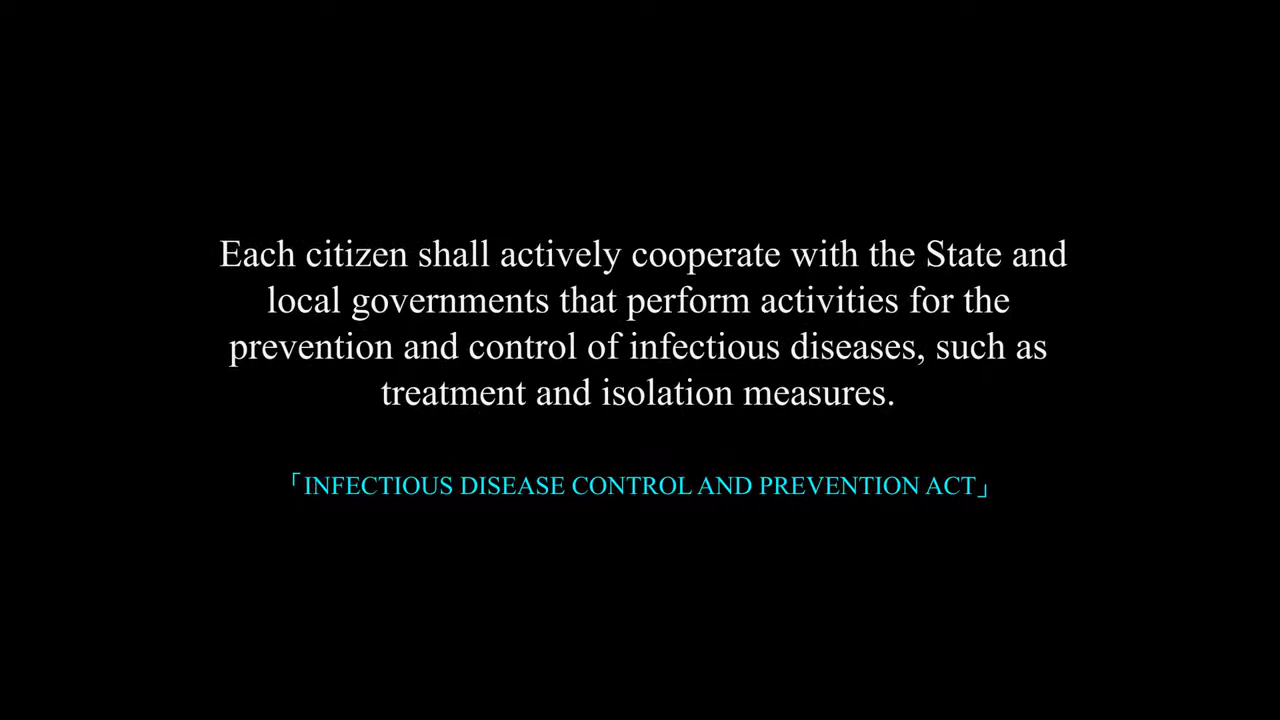 Each citizen shall actively cooperate with the State and
local governments that perform activities for the
prevention and control of infectious diseases, such as
treatment and isolation measures.
「INFECTIOUS DISEASE CONTROL AND PREVENTION ACT」